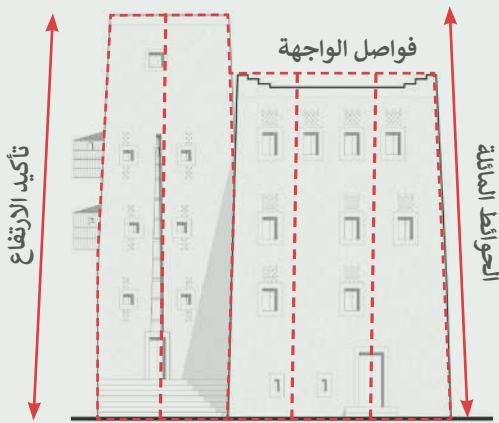 فواصل الواجهة
الحوائط المائلة
تأكيد الارتفاع